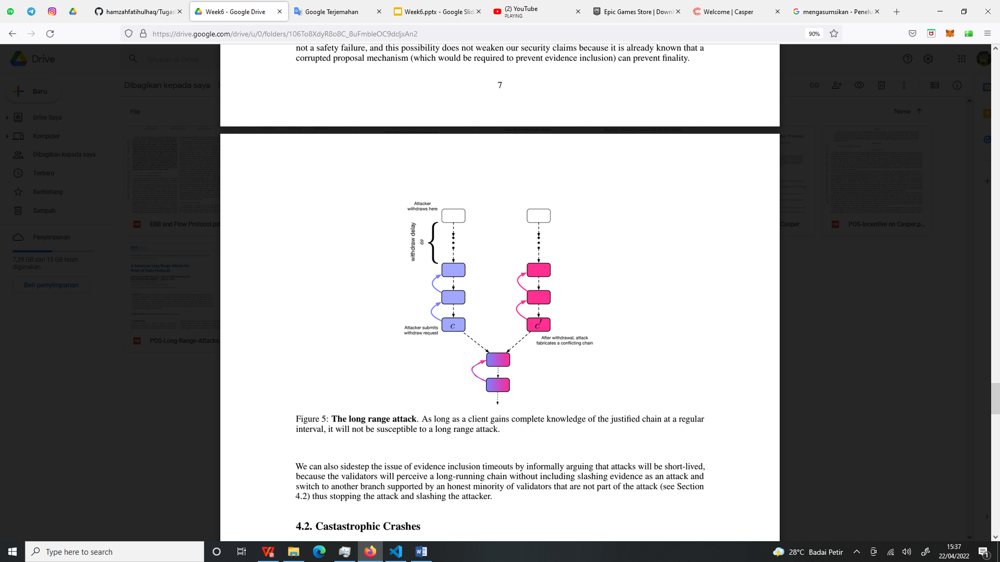 hamzahfatihulhaq/Tugas
Week6 - Google Drive
Google Terjemahan
Week6.pptx - Google Slid
(2) YouTube
PLAYING
Epic Games Store | Downl
Welcome | Casper
mengasumsikan - Penelu
https://drive.google.com/drive/u/0/folders/106To8XdyR8o8C_8uFmbleOC9dcljxAn2
90%
Drive
Telusuri di Drive
Dibagikan kepada saya
Baru
File
Nama
Drive Saya
Komputer
Dibagikan kepada saya
Terbaru
Berbintang
Sampah
Penyimpanan
7,39 GB dari 15 GB telah
digunakan
Beli penyimpanan
EBB and Flow Protocol.pd
Casper
POS-Incentive on Casper.p...
A Survey on Long-Range Attacks for
Proof of Stake Protocols
POS-Long-Range-Attacks.
not a safety failure, and this possibility does not weaken our security claims because it is already known that a
corrupted proposal mechanism (which would be required to prevent evidence inclusion) can prevent finality.
7
Attacker
withdraws here
withdraw delay
ω
c
c′
Attacker submits
withdraw request
After withdrawal, attack
fabricates a conflicting chain
Figure 5: The long range attack. As long as a client gains complete knowledge of the justified chain at a regular
interval, it will not be susceptible to a long range attack.
We can also sidestep the issue of evidence inclusion timeouts by informally arguing that attacks will be short-lived,
because the validators will perceive a long-running chain without including slashing evidence as an attack and
switch to another branch supported by an honest minority of validators that are not part of the attack (see Section
4.2) thus stopping the attack and slashing the attacker.
4.2. Castastrophic Crashes
Type here to search
28°C Badai Petir
15:37
22/04/2022
1